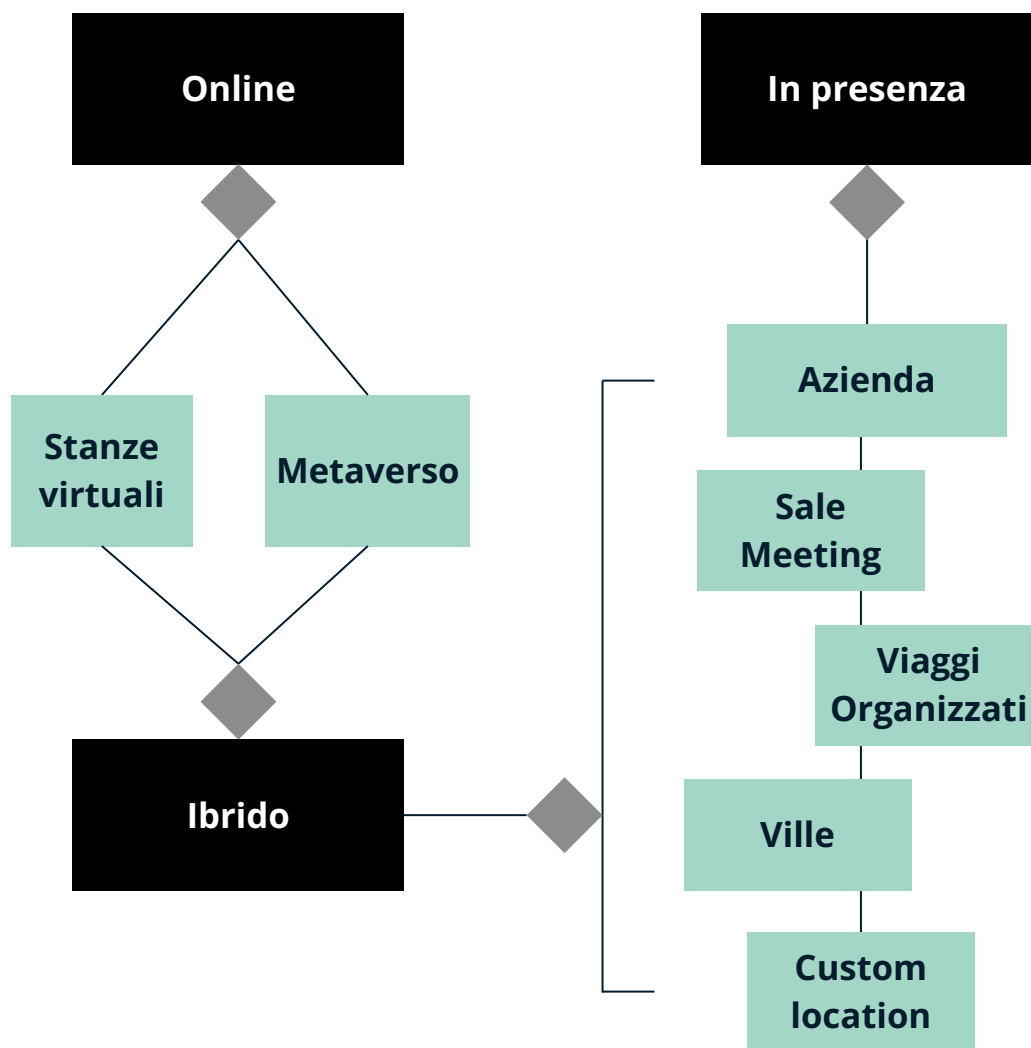 Online
In presenza
Azienda
Stanze
virtuali
Metaverso
Sale
Meeting
Viaggi
Organizzati
Ibrido
Ville
Custom
location